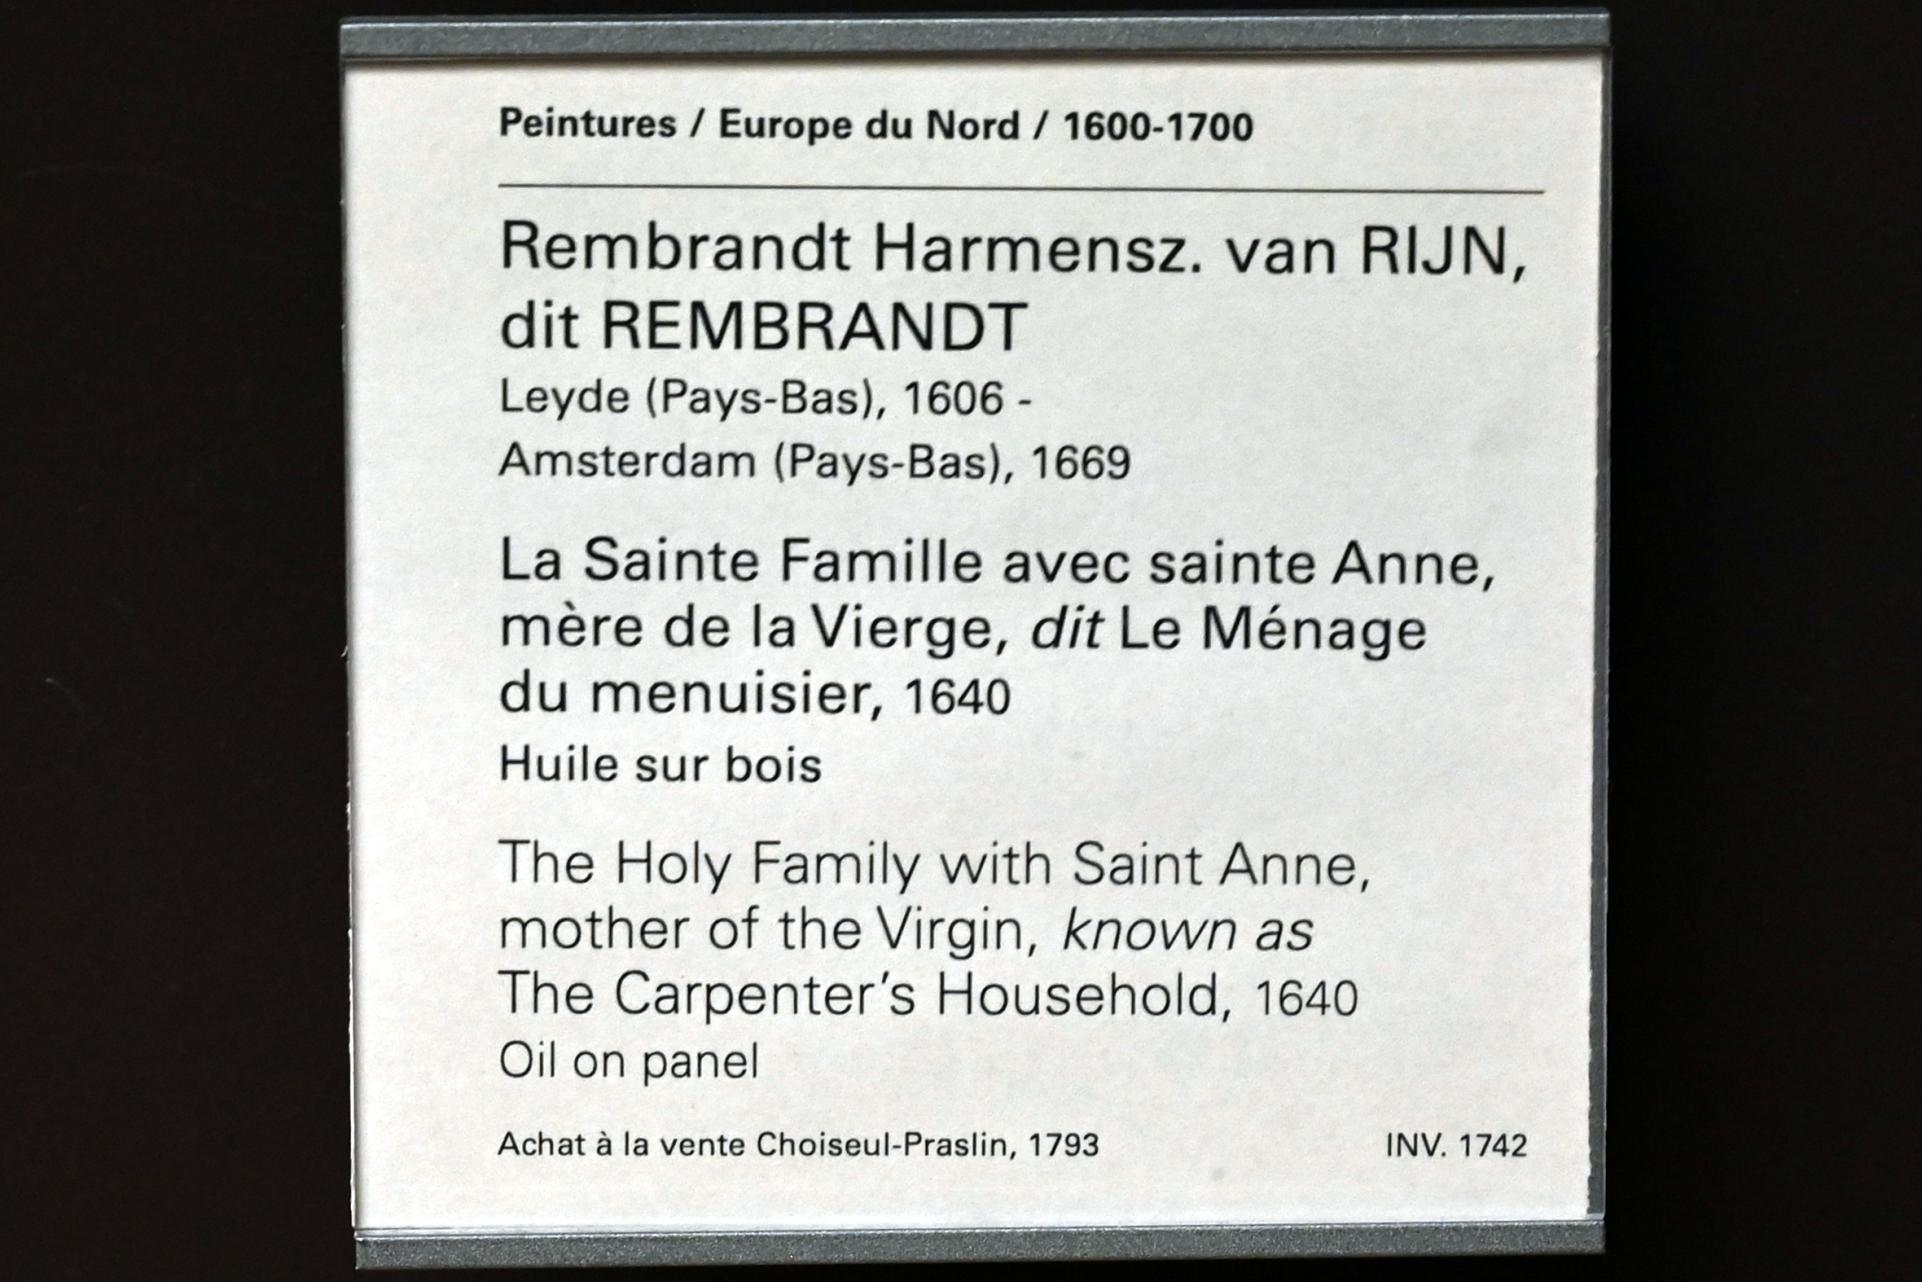 Peintures / Europe du Nord / 1600-1700
Rembrandt Harmensz. van RIJN,
dit REMBRANDT
Leyde (Pays-Bas), 1606 -
Amsterdam (Pays-Bas), 1669
La Sainte Famille avec sainte Anne,
mère de la Vierge, dit Le Ménage
du menuisier, 1640
Huile sur bois
The Holy Family with Saint Anne,
mother of the Virgin, known as
The Carpenter's Household, 1640
Oil on panel
Achat à la vente Choiseul-Praslin, 1793 INV. 1742